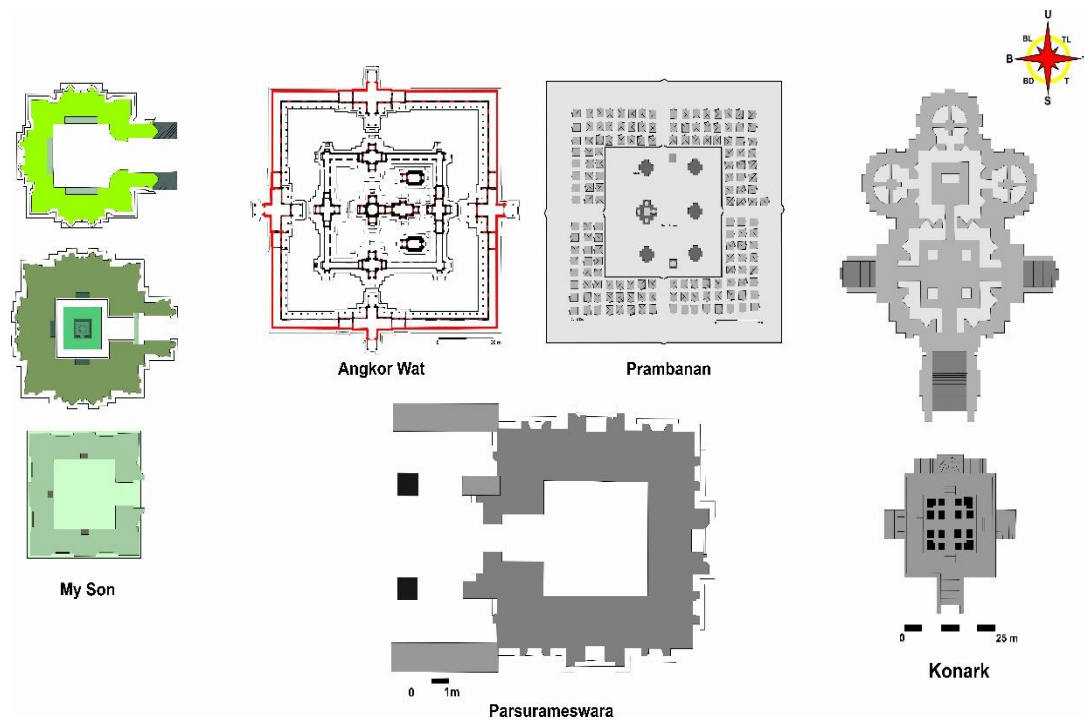 U
BL
TL
B
T
BD
T
S
Angkor Wat
Prambanan
My Son
0
1m
Parsurameswara
0
25 m
Konark